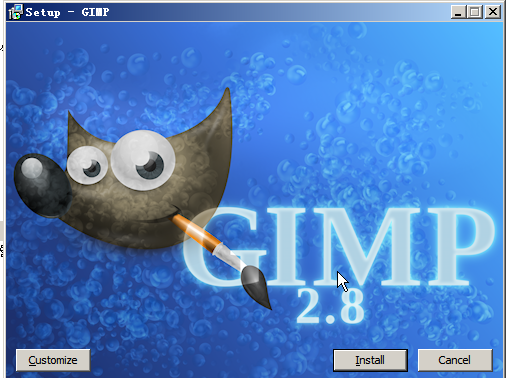 Setup - GIMP
GIMP
2.8
Customize
Install
Cancel